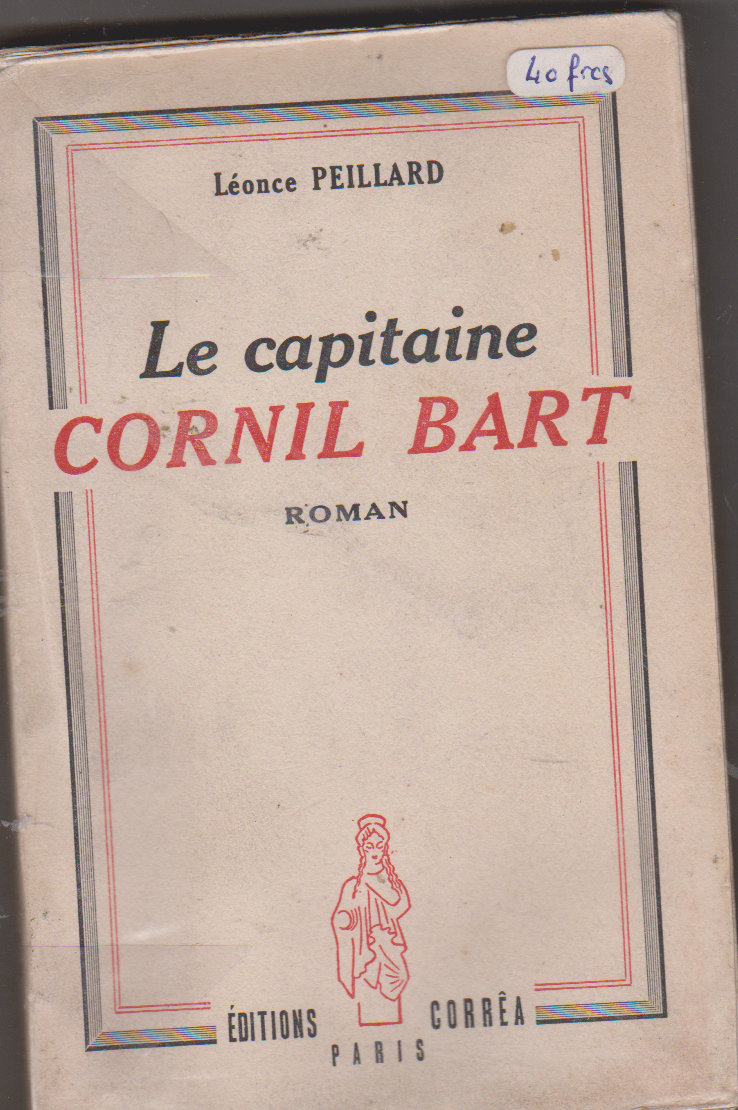 40 frcs
Léonce PEILLARD
Le capitaine
CORNIL BART
ROMAN
ÉDITIONS CORRÊA
PARIS